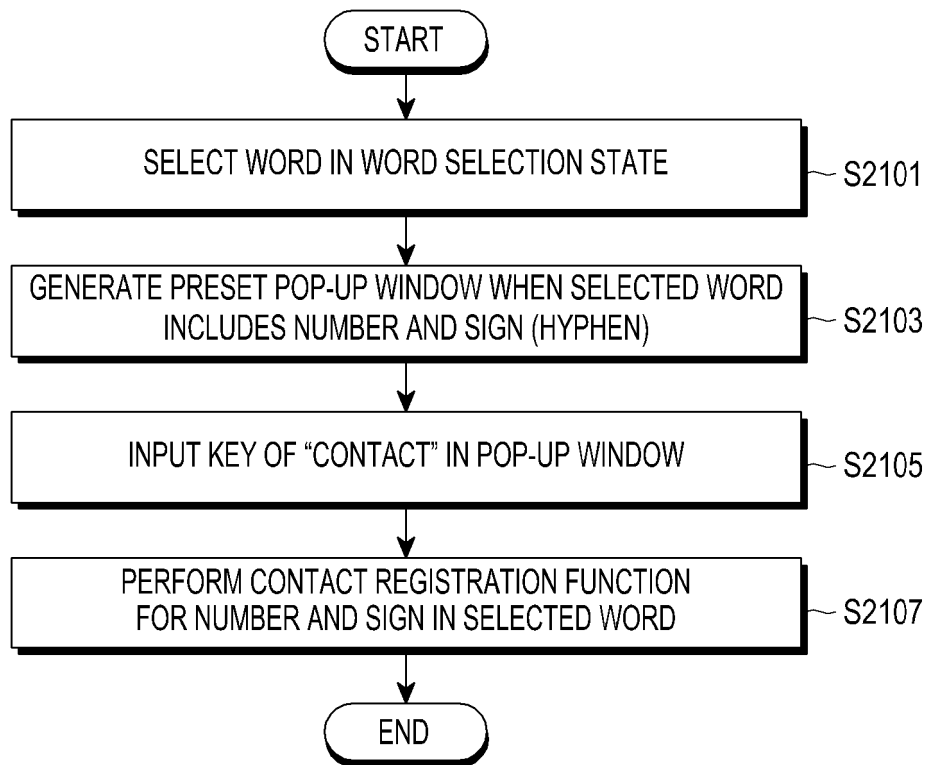 START
SELECT WORD IN WORD SELECTION STATE
S2101
GENERATE PRESET POP-UP WINDOW WHEN SELECTED WORD
INCLUDES NUMBER AND SIGN (HYPHEN)
S2103
INPUT KEY OF “CONTACT” IN POP-UP WINDOW
S2105
PERFORM CONTACT REGISTRATION FUNCTION
FOR NUMBER AND SIGN IN SELECTED WORD
S2107
END